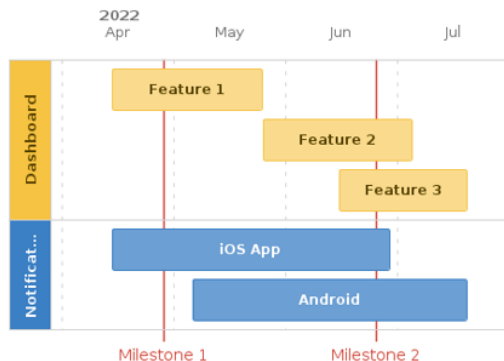 2022
Apr May Jun Jul
Dashboard
Feature 1
Feature 2
Feature 3
Notificat...
iOS App
Android
Milestone 1 Milestone 2